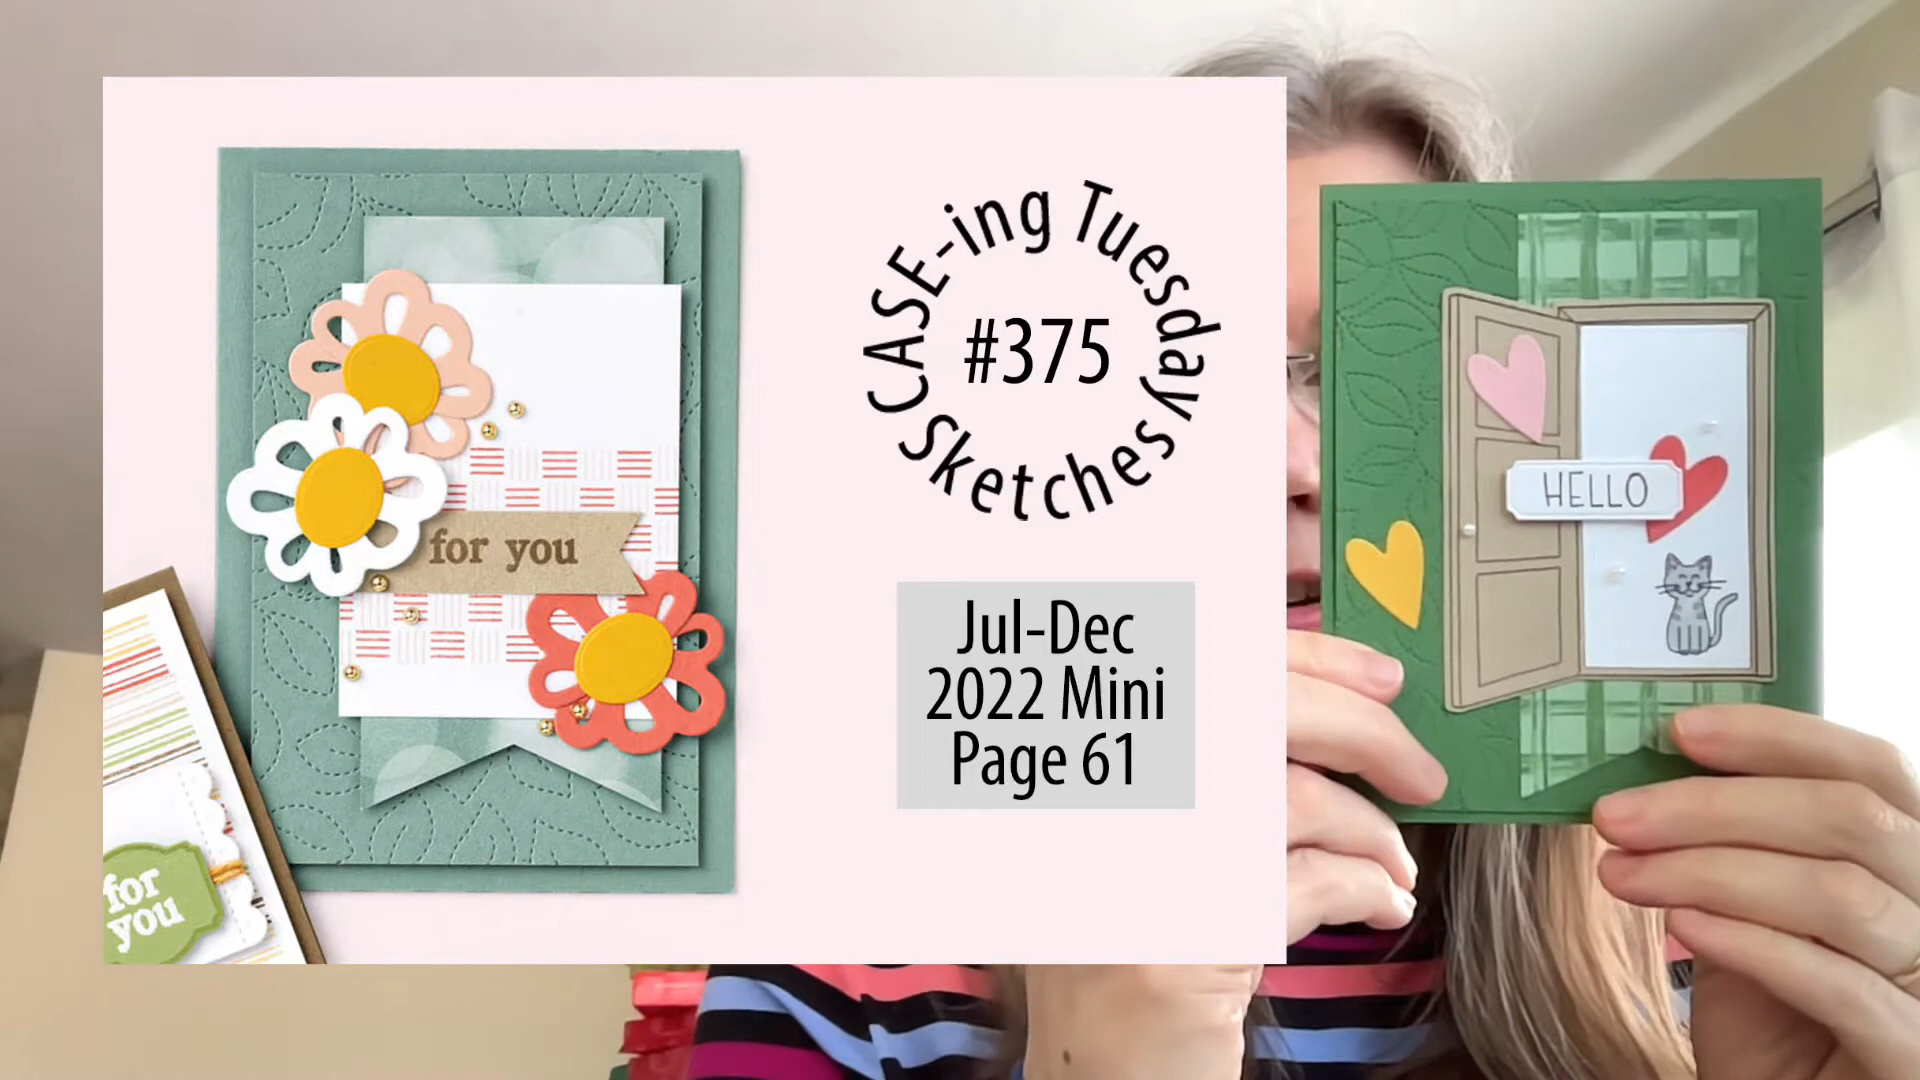 CASE-ing Tuesday Sketches
#375
Jul-Dec
2022 Mini
Page 61
for you
for
you
HELLO